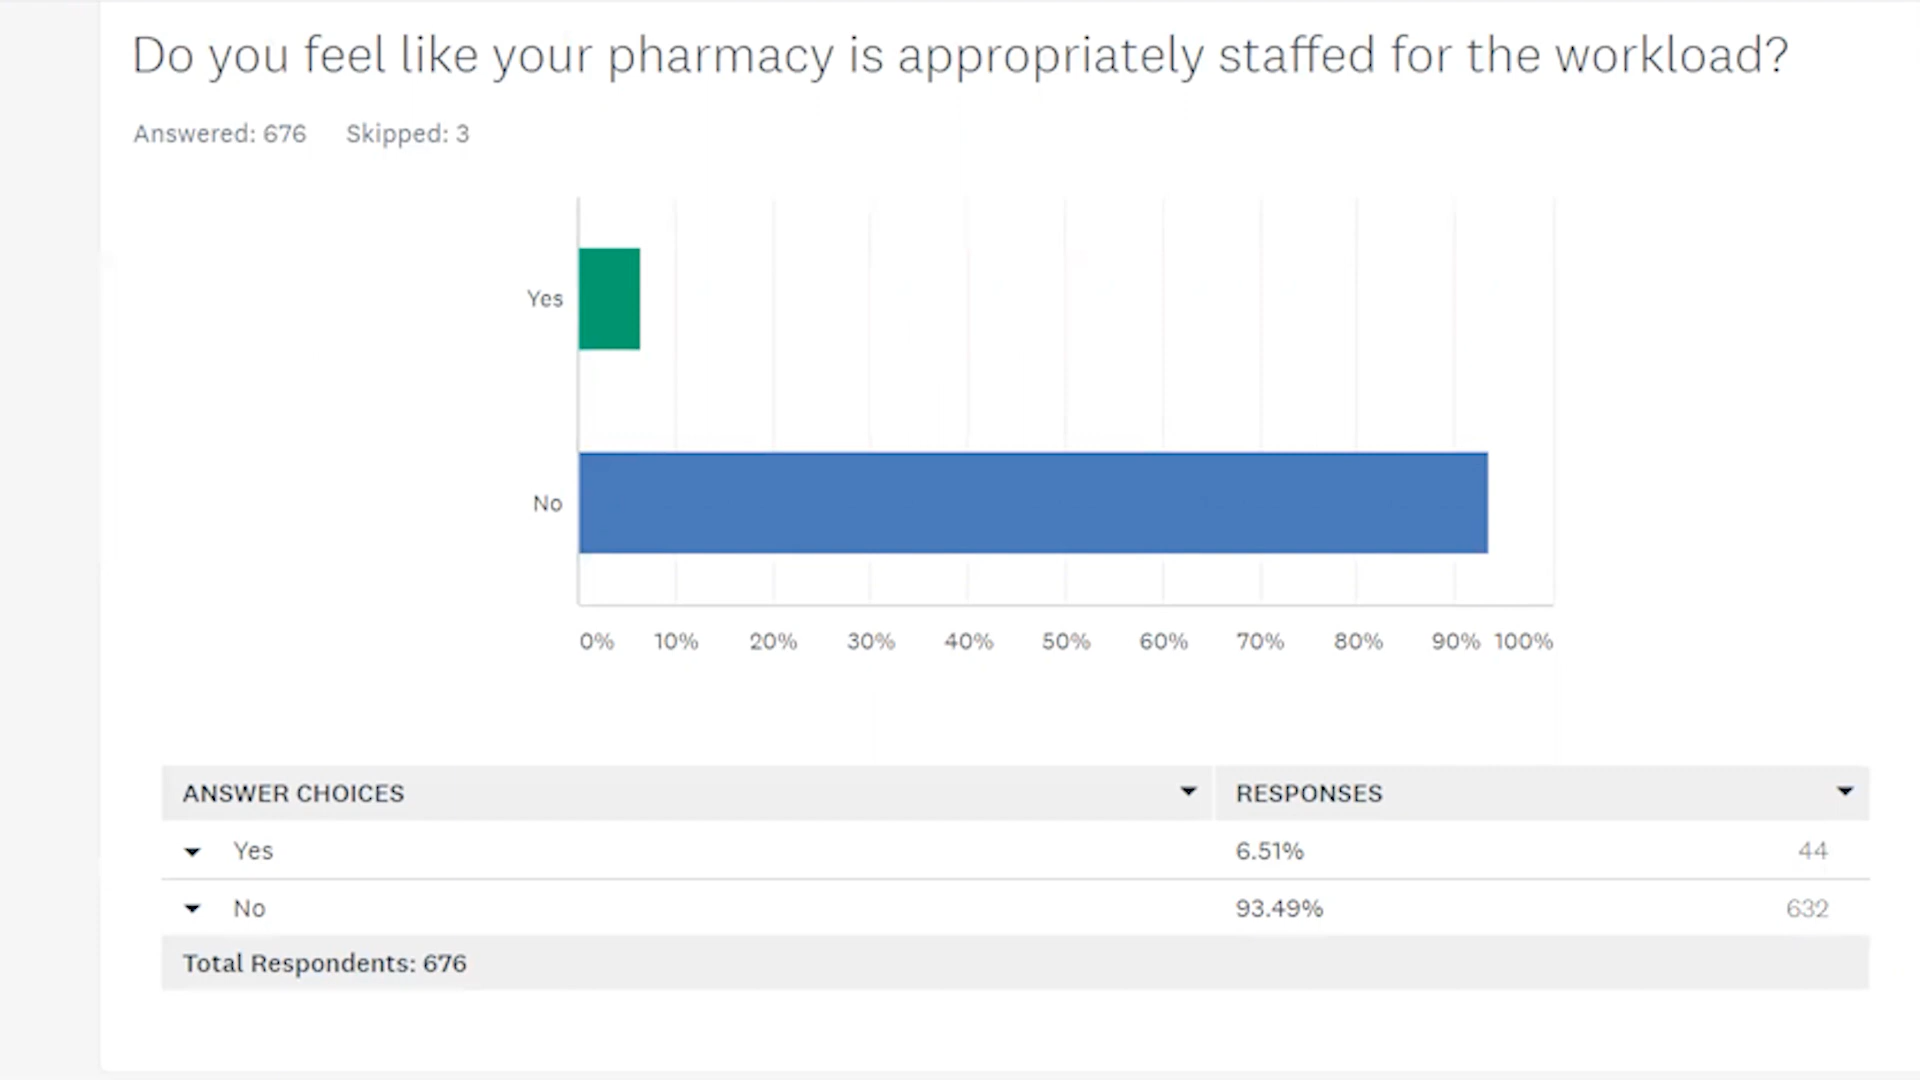 Do you feel like your pharmacy is appropriately staffed for the workload?
Answered: 676 Skipped: 3
Yes
No
0% 10% 20% 30% 40% 50% 60% 70% 80% 90% 100%
ANSWER CHOICES RESPONSES
Yes 6.51% 44
No 93.49% 632
Total Respondents: 676